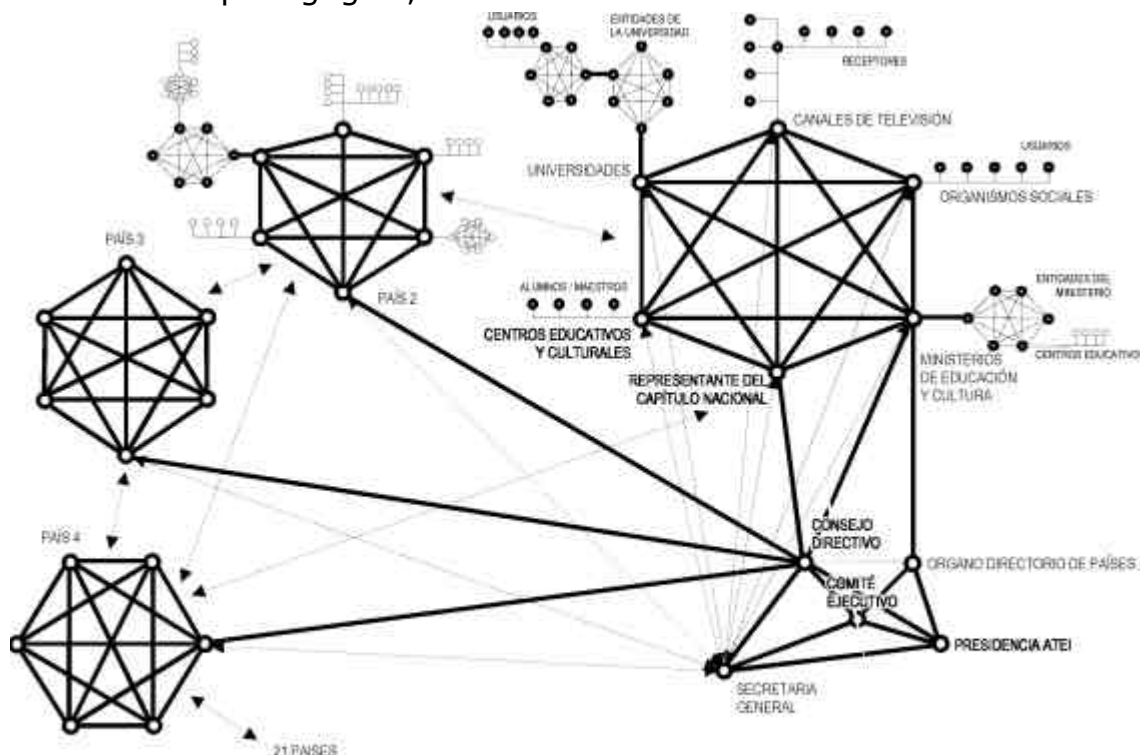 USUARIOS
ENTIDADES DE
LA UNIVERSIDAD
RECEPTORES
CANALES DE TELEVISIÓN
UNIVERSIDADES
USUARIOS
ORGANISMOS SOCIALES
PAÍS 3
PAÍS 2
ALUMNOS / MAESTROS
CENTROS EDUCATIVOS
Y CULTURALES
ENTIDADES DEL
MINISTERIO
CENTROS EDUCATIVO
MINISTERIOS
DE EDUCACIÓN
Y CULTURA
REPRESENTANTE DEL
CAPÍTULO NACIONAL
PAÍS 4
CONSEJO
DIRECTIVO
ORGANO DIRECTORIO DE PAÍSES
COMITÉ
EJECUTIVO
PRESIDENCIA ATEI
SECRETARIA
GENERAL
21 PAISES